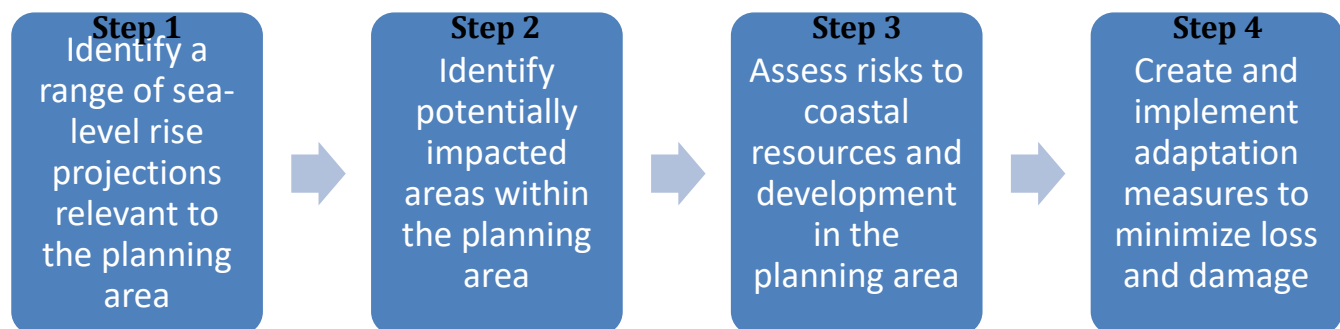 Step 1
Identify a
range of sea-
level rise
projections
relevant to
the planning
area
Step 2
Identify
potentially
impacted
areas within
the planning
area
Step 3
Assess risks to
coastal
resources and
development
in the
planning area
Step 4
Create and
implement
adaptation
measures to
minimize loss
and damage